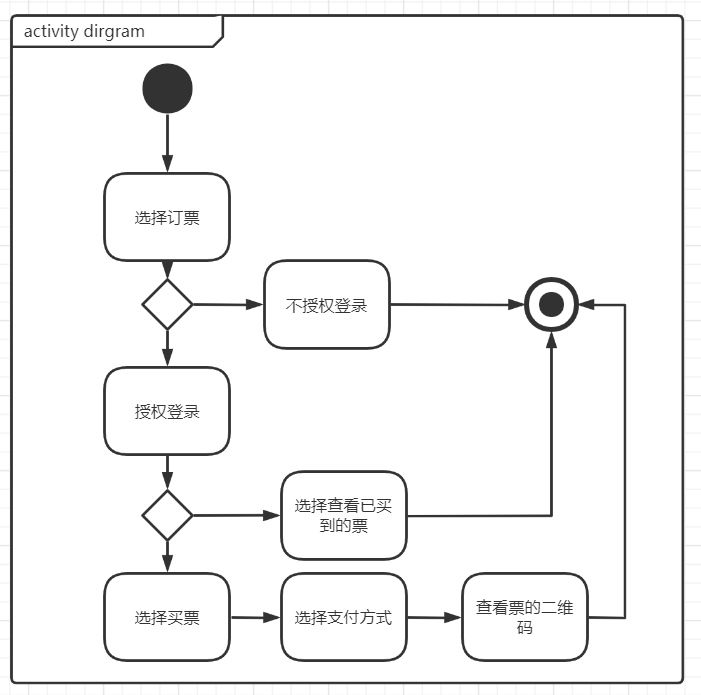 activity dirgram
选择订票
不授权登录
授权登录
选择查看已买
到的票
选择买票
选择支付方式
查看票的二维
码